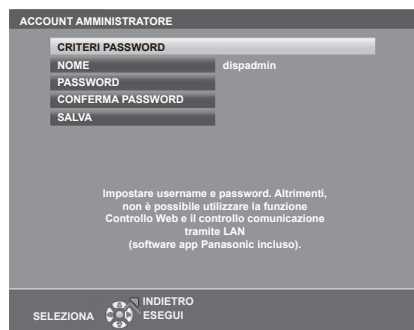 ACCOUNT AMMINISTRATORE
CRITERI PASSWORD
NOME dispadmin
PASSWORD
CONFERMA PASSWORD
SALVA
Impostare username e password. Altrimenti,
non è possibile utilizzare la funzione
Controllo Web e il controllo comunicazione
tramite LAN
(software app Panasonic incluso).
INDIETRO
SELEZIONA ESEGUI